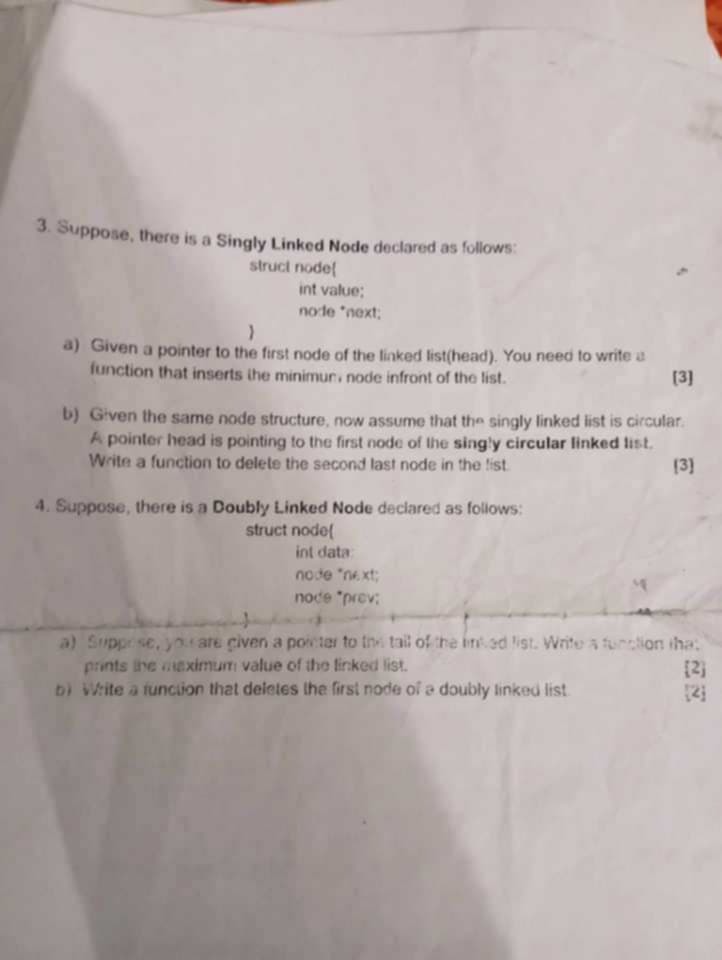 3. Suppose, there is a Singly Linked Node declared as follows:
struct node{
int value;
node *next;
}
a) Given a pointer to the first node of the linked list(head). You need to write a
function that inserts the minimum node infront of the list. [3]
b) Given the same node structure, now assume that the singly linked list is circular.
A pointer head is pointing to the first node of the singly circular linked list.
Write a function to delete the second last node in the list. [3]
4. Suppose, there is a Doubly Linked Node declared as follows:
struct node{
int data;
node *next;
node *prev;
}
a) Suppose, you are given a pointer to the tail of the linked list. Write a function that
prints the maximum value of the linked list. [2]
b) Write a function that deletes the first node of a doubly linked list. [2]